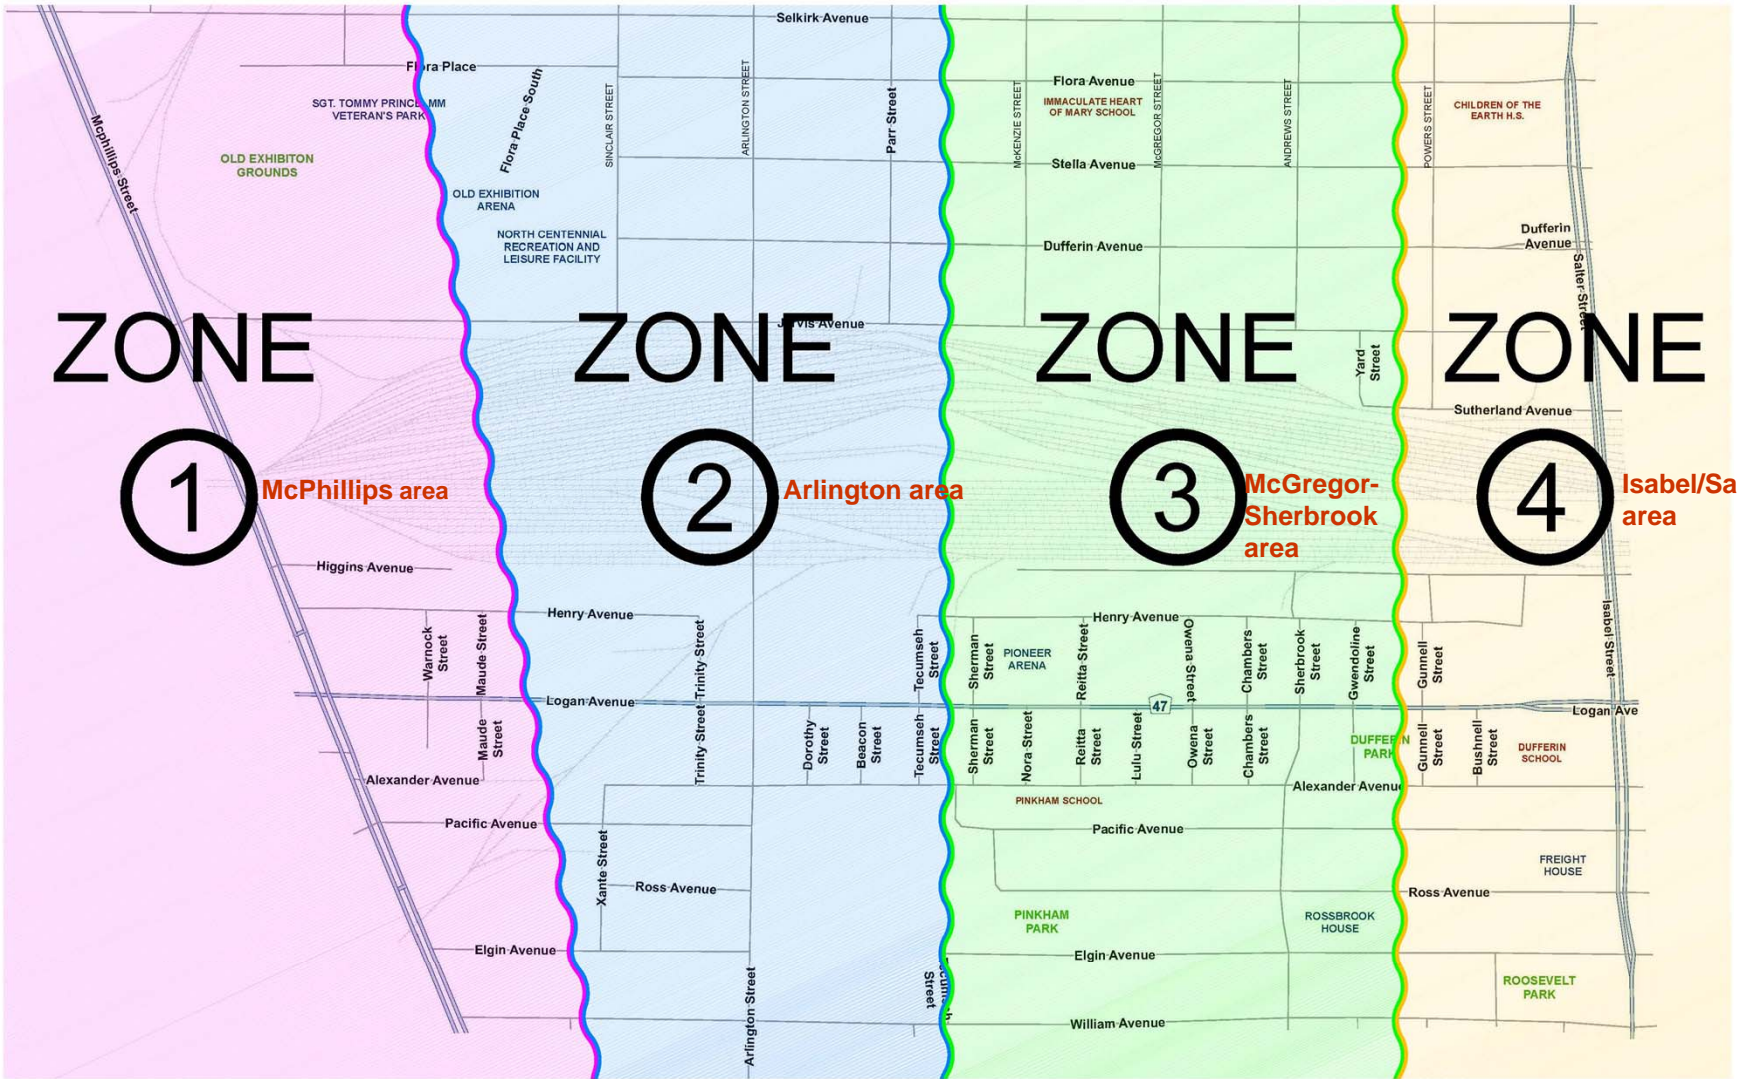 Selkirk Avenue
Flora Place
Flora Avenue
SGT. TOMMY PRINCE MM
VETERAN'S PARK
Flora Place South
SINCLAIR STREET
ARLINGTON STREET
Parr Street
McKENZIE STREET
IMMACULATE HEART
OF MARY SCHOOL
McGREGOR STREET
ANDREWS STREET
POWERS STREET
CHILDREN OF THE
EARTH H.S.
Mcphillips Street
OLD EXHIBITON
GROUNDS
Stella Avenue
OLD EXHIBITION
ARENA
NORTH CENTENNIAL
RECREATION AND
LEISURE FACILITY
Dufferin Avenue
Dufferin
Avenue
Salter Street
Jarvis Avenue
ZONE
ZONE
ZONE
ZONE
Yard
Street
Sutherland Avenue
1
McPhillips area
2
Arlington area
3
McGregor-
Sherbrook
area
4
Isabel/Sa
area
Higgins Avenue
Henry Avenue
Henry Avenue
Warnock
Street
Maude Street
Trinity Street
Tecumseh
Street
Sherman
Street
PIONEER
ARENA
Reitta Street
Owena Street
Chambers
Street
Sherbrook
Street
Gwendoline
Street
Gunnell
Street
Isabel Street
Logan Avenue
47
Logan Ave
Maude
Street
Trinity Street
Dorothy
Street
Beacon
Street
Tecumseh
Street
Sherman
Street
Nora Street
Reitta
Street
Lulu Street
Owena
Street
Chambers
Street
DUFFERIN
PARK
Gunnell
Street
Bushnell
Street
DUFFERIN
SCHOOL
Alexander Avenue
Alexander Avenue
PINKHAM SCHOOL
Pacific Avenue
Pacific Avenue
Xante Street
FREIGHT
HOUSE
Ross Avenue
Ross Avenue
PINKHAM
PARK
ROSSBROOK
HOUSE
Elgin Avenue
Elgin Avenue
Arlington Street
Tecumseh
Street
ROOSEVELT
PARK
William Avenue